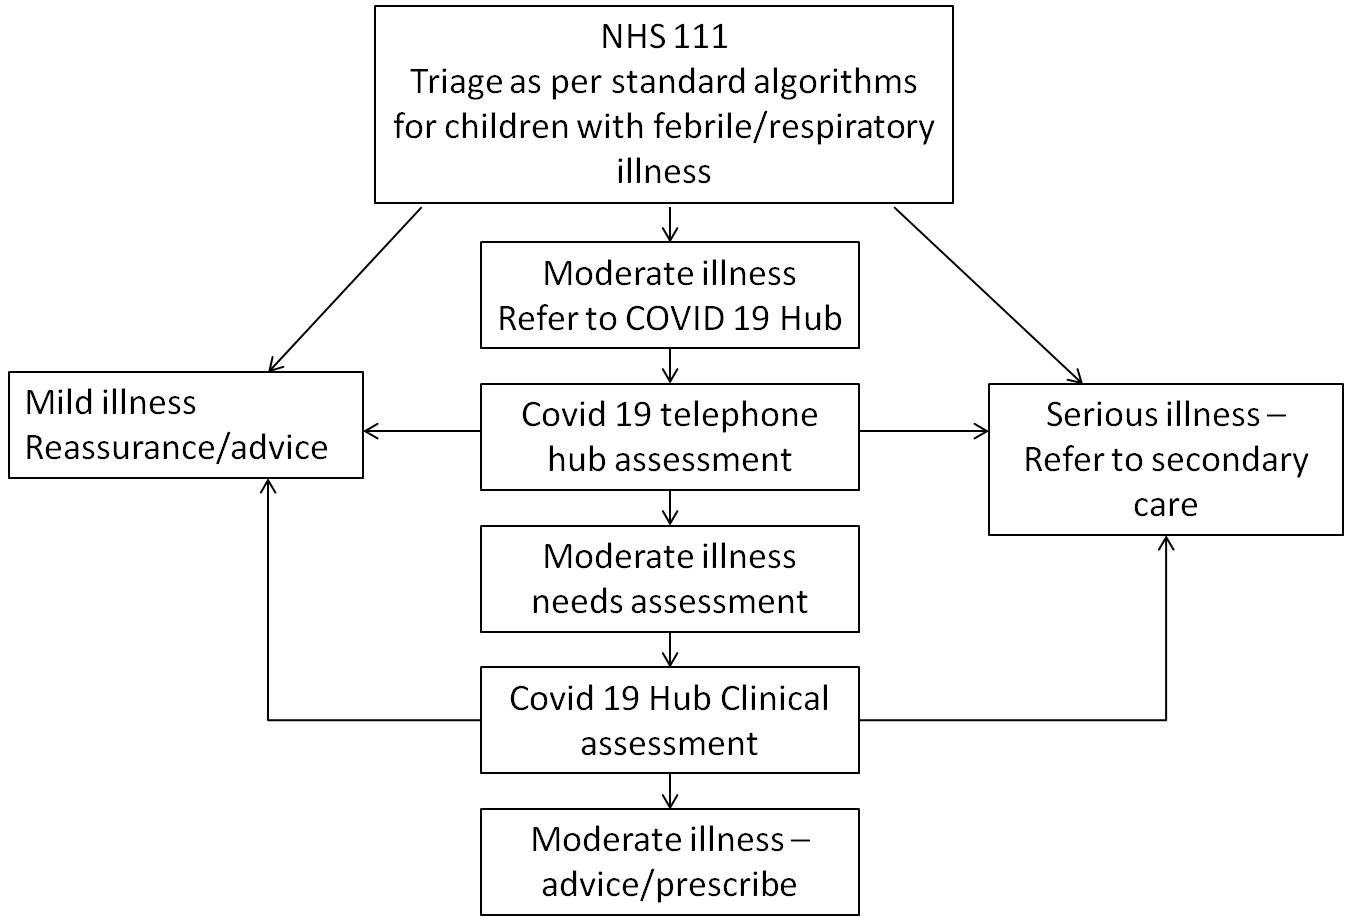 NHS 111
Triage as per standard algorithms
for children with febrile/respiratory
illness
Moderate illness
Refer to COVID 19 Hub
Mild illness
Reassurance/advice
Covid 19 telephone
hub assessment
Serious illness –
Refer to secondary
care
Moderate illness
needs assessment
Covid 19 Hub Clinical
assessment
Moderate illness –
advice/prescribe